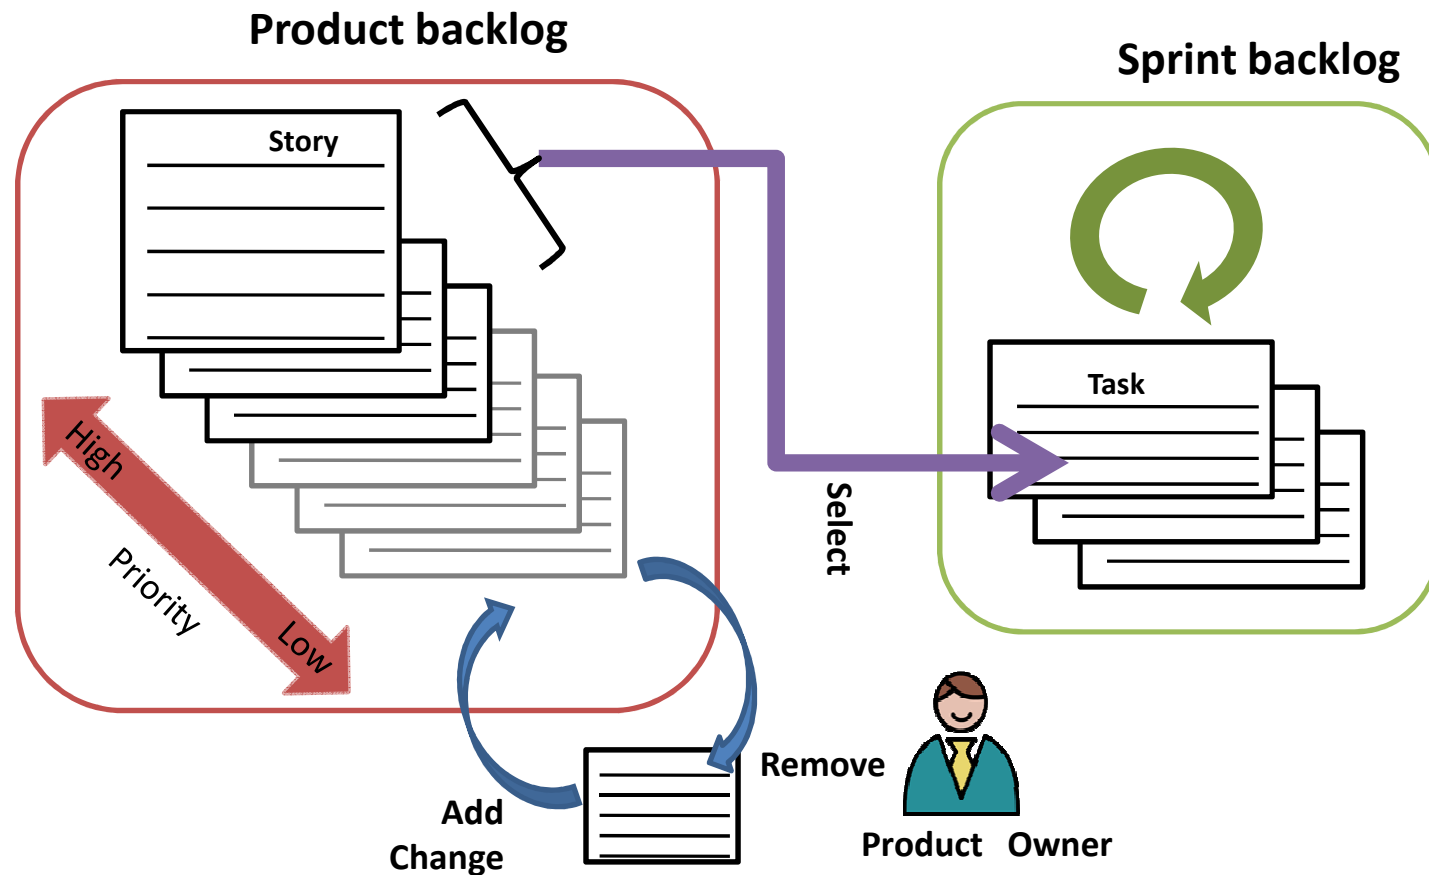 Product backlog
Sprint backlog
Story
Task
High
Priority
Low
Select
Remove
Add
Change
Product Owner